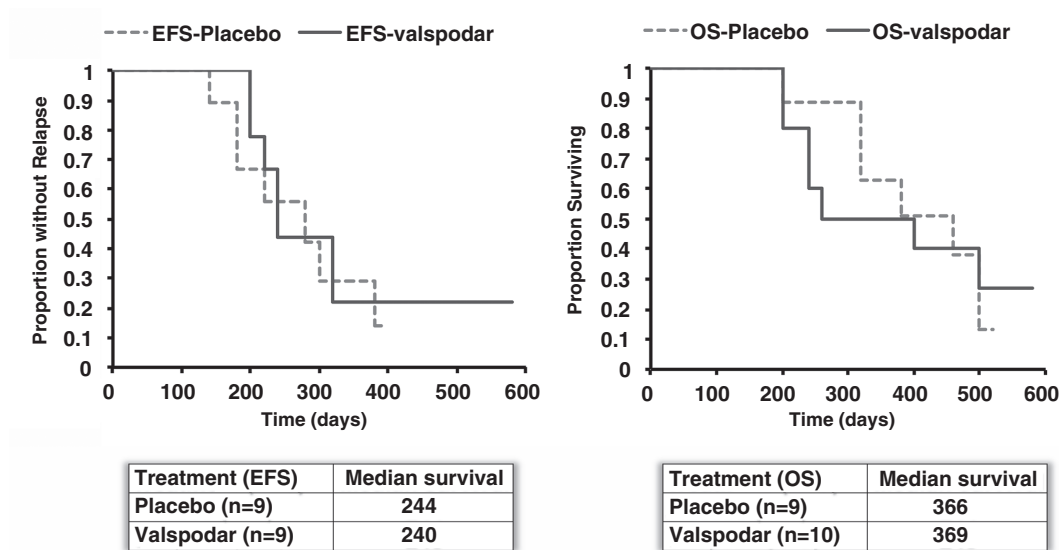 EFS-Placebo EFS-valspodar
1
0.9
0.8
0.7
0.6
0.5
0.4
0.3
0.2
0.1
0
Proportion without Relapse
0 100 200 300 400 500 600
Time (days)
Treatment (EFS) Median survival
Placebo (n=9) 244
Valspodar (n=9) 240
OS-Placebo OS-valspodar
1
0.9
0.8
0.7
0.6
0.5
0.4
0.3
0.2
0.1
0
Proportion Surviving
0 100 200 300 400 500 600
Time (days)
Treatment (OS) Median survival
Placebo (n=9) 366
Valspodar (n=10) 369